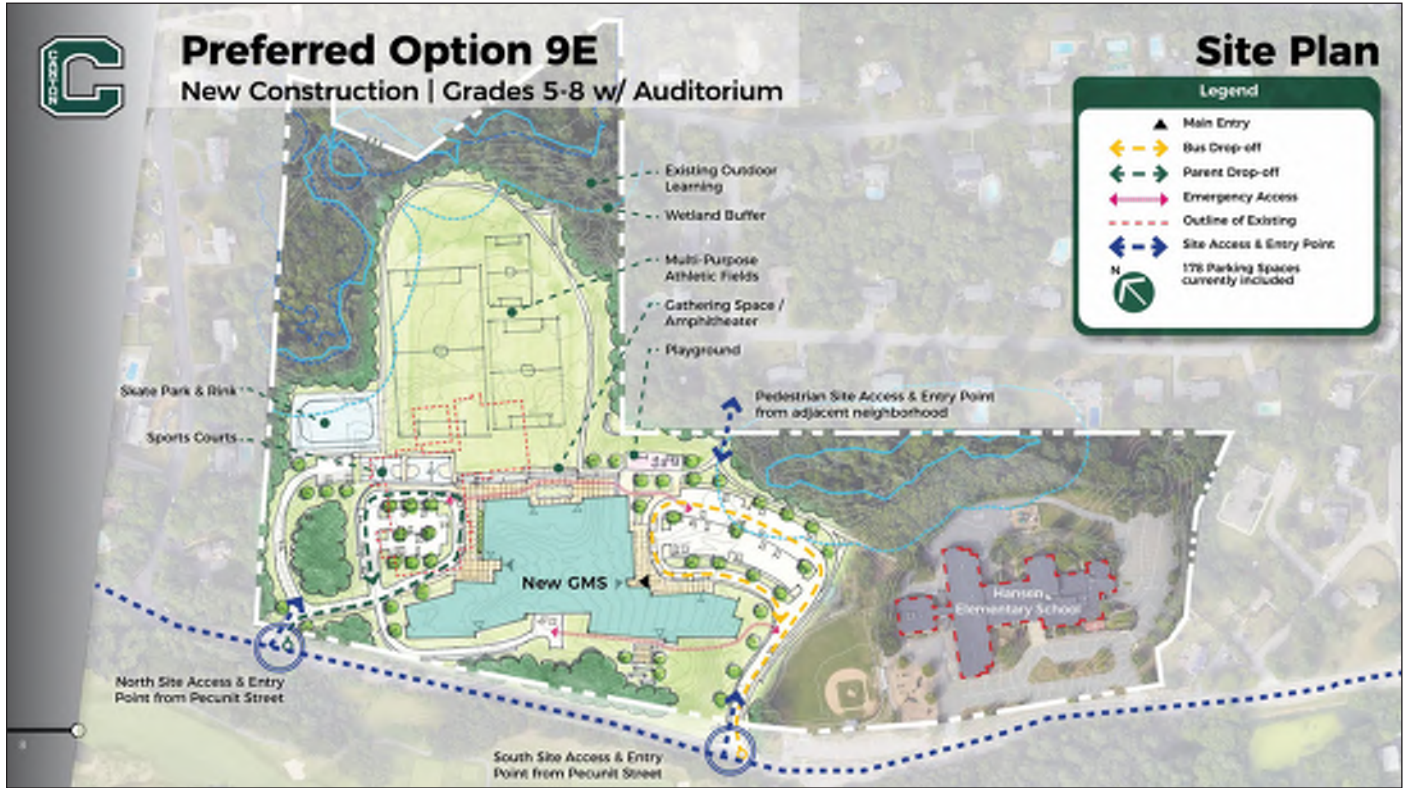 CANTON
C
Preferred Option 9E
New Construction | Grades 5-8 w/ Auditorium
Site Plan
Legend
Main Entry
Bus Drop-off
Parent Drop-off
Emergency Access
Outline of Existing
Site Access & Entry Point
N
178 Parking Spaces
currently included
Existing Outdoor
Learning
Wetland Buffer
Multi-Purpose
Athletic Fields
Gathering Space /
Amphitheater
Playground
Skate Park & Rink
Sports Courts
Pedestrian Site Access & Entry Point
from adjacent neighborhood
New GMS
Hansen
Elementary School
North Site Access & Entry
Point from Pecunit Street
South Site Access & Entry
Point from Pecunit Street
8